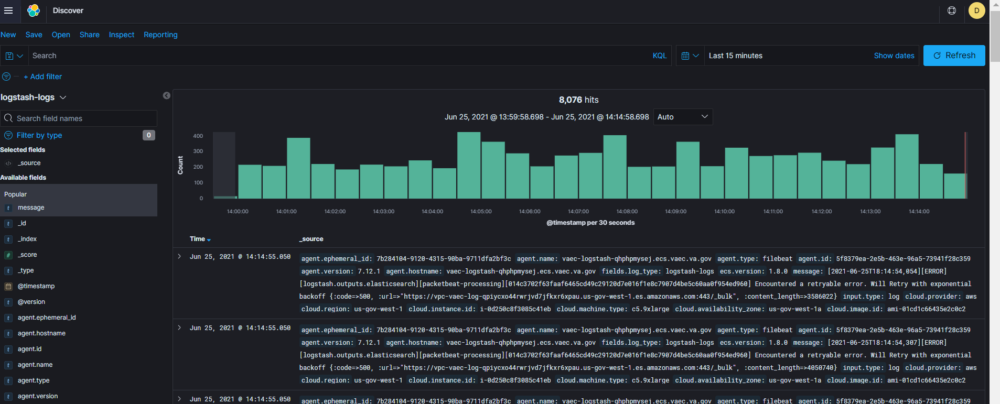 Discover
D
New Save Open Share Inspect Reporting
Search KQL Last 15 minutes Show dates Refresh
+ Add filter
logstash-logs
Search field names
Filter by type 0
Selected fields
_source
Available fields
Popular
message
_id
_index
_score
_type
@timestamp
@version
agent.ephemeral_id
agent.hostname
agent.id
agent.name
agent.type
agent.version
8,076 hits
Jun 25, 2021 @ 13:59:58.698 - Jun 25, 2021 @ 14:14:58.698 Auto
Count
400
300
200
100
0
14:00:00 14:01:00 14:02:00 14:03:00 14:04:00 14:05:00 14:06:00 14:07:00 14:08:00 14:09:00 14:10:00 14:11:00 14:12:00 14:13:00 14:14:00
@timestamp per 30 seconds
Time _source
Jun 25, 2021 @ 14:14:55.050 agent.ephemeral_id: 7b284104-9120-4315-90ba-9711dfa2bf3c agent.name: vaec-logstash-qhphpmysej.ecs.vaec.va.gov agent.type: filebeat agent.id: 5f8379ea-2e5b-463e-96a5-73941f28c359
agent.version: 7.12.1 agent.hostname: vaec-logstash-qhphpmysej.ecs.vaec.va.gov fields.log_type: logstash-logs ecs.version: 1.8.0 message: [2021-06-25T18:14:54,054][ERROR]
[logstash.outputs.elasticsearch][packetbeat-processing][014c3702f63faaf6465cd49c29120d7e016f1e8c7907d4be5c60aa0f954ed960] Encountered a retryable error. Will Retry with exponential
backoff {:code=>500, :url=>"https://vpc-vaec-log-qpiycxo44rwrjvd7jfkxr6xpau.us-gov-west-1.es.amazonaws.com:443/_bulk", :content_length=>3586022} input.type: log cloud.provider: aws
cloud.region: us-gov-west-1 cloud.instance.id: i-0d250c8f3085c41eb cloud.machine.type: c5.9xlarge cloud.availability_zone: us-gov-west-1a cloud.image.id: ami-01cd1c66435e2c0c2
Jun 25, 2021 @ 14:14:55.050 agent.ephemeral_id: 7b284104-9120-4315-90ba-9711dfa2bf3c agent.name: vaec-logstash-qhphpmysej.ecs.vaec.va.gov agent.type: filebeat agent.id: 5f8379ea-2e5b-463e-96a5-73941f28c359
agent.version: 7.12.1 agent.hostname: vaec-logstash-qhphpmysej.ecs.vaec.va.gov fields.log_type: logstash-logs ecs.version: 1.8.0 message: [2021-06-25T18:14:54,307][ERROR]
[logstash.outputs.elasticsearch][packetbeat-processing][014c3702f63faaf6465cd49c29120d7e016f1e8c7907d4be5c60aa0f954ed960] Encountered a retryable error. Will Retry with exponential
backoff {:code=>500, :url=>"https://vpc-vaec-log-qpiycxo44rwrjvd7jfkxr6xpau.us-gov-west-1.es.amazonaws.com:443/_bulk", :content_length=>4050740} input.type: log cloud.provider: aws
cloud.region: us-gov-west-1 cloud.instance.id: i-0d250c8f3085c41eb cloud.machine.type: c5.9xlarge cloud.availability_zone: us-gov-west-1a cloud.image.id: ami-01cd1c66435e2c0c2
Jun 25, 2021 @ 14:14:55.050 agent.ephemeral_id: 7b284104-9120-4315-90ba-9711dfa2bf3c agent.name: vaec-logstash-qhphpmysej.ecs.vaec.va.gov agent.type: filebeat agent.id: 5f8379ea-2e5b-463e-96a5-73941f28c359